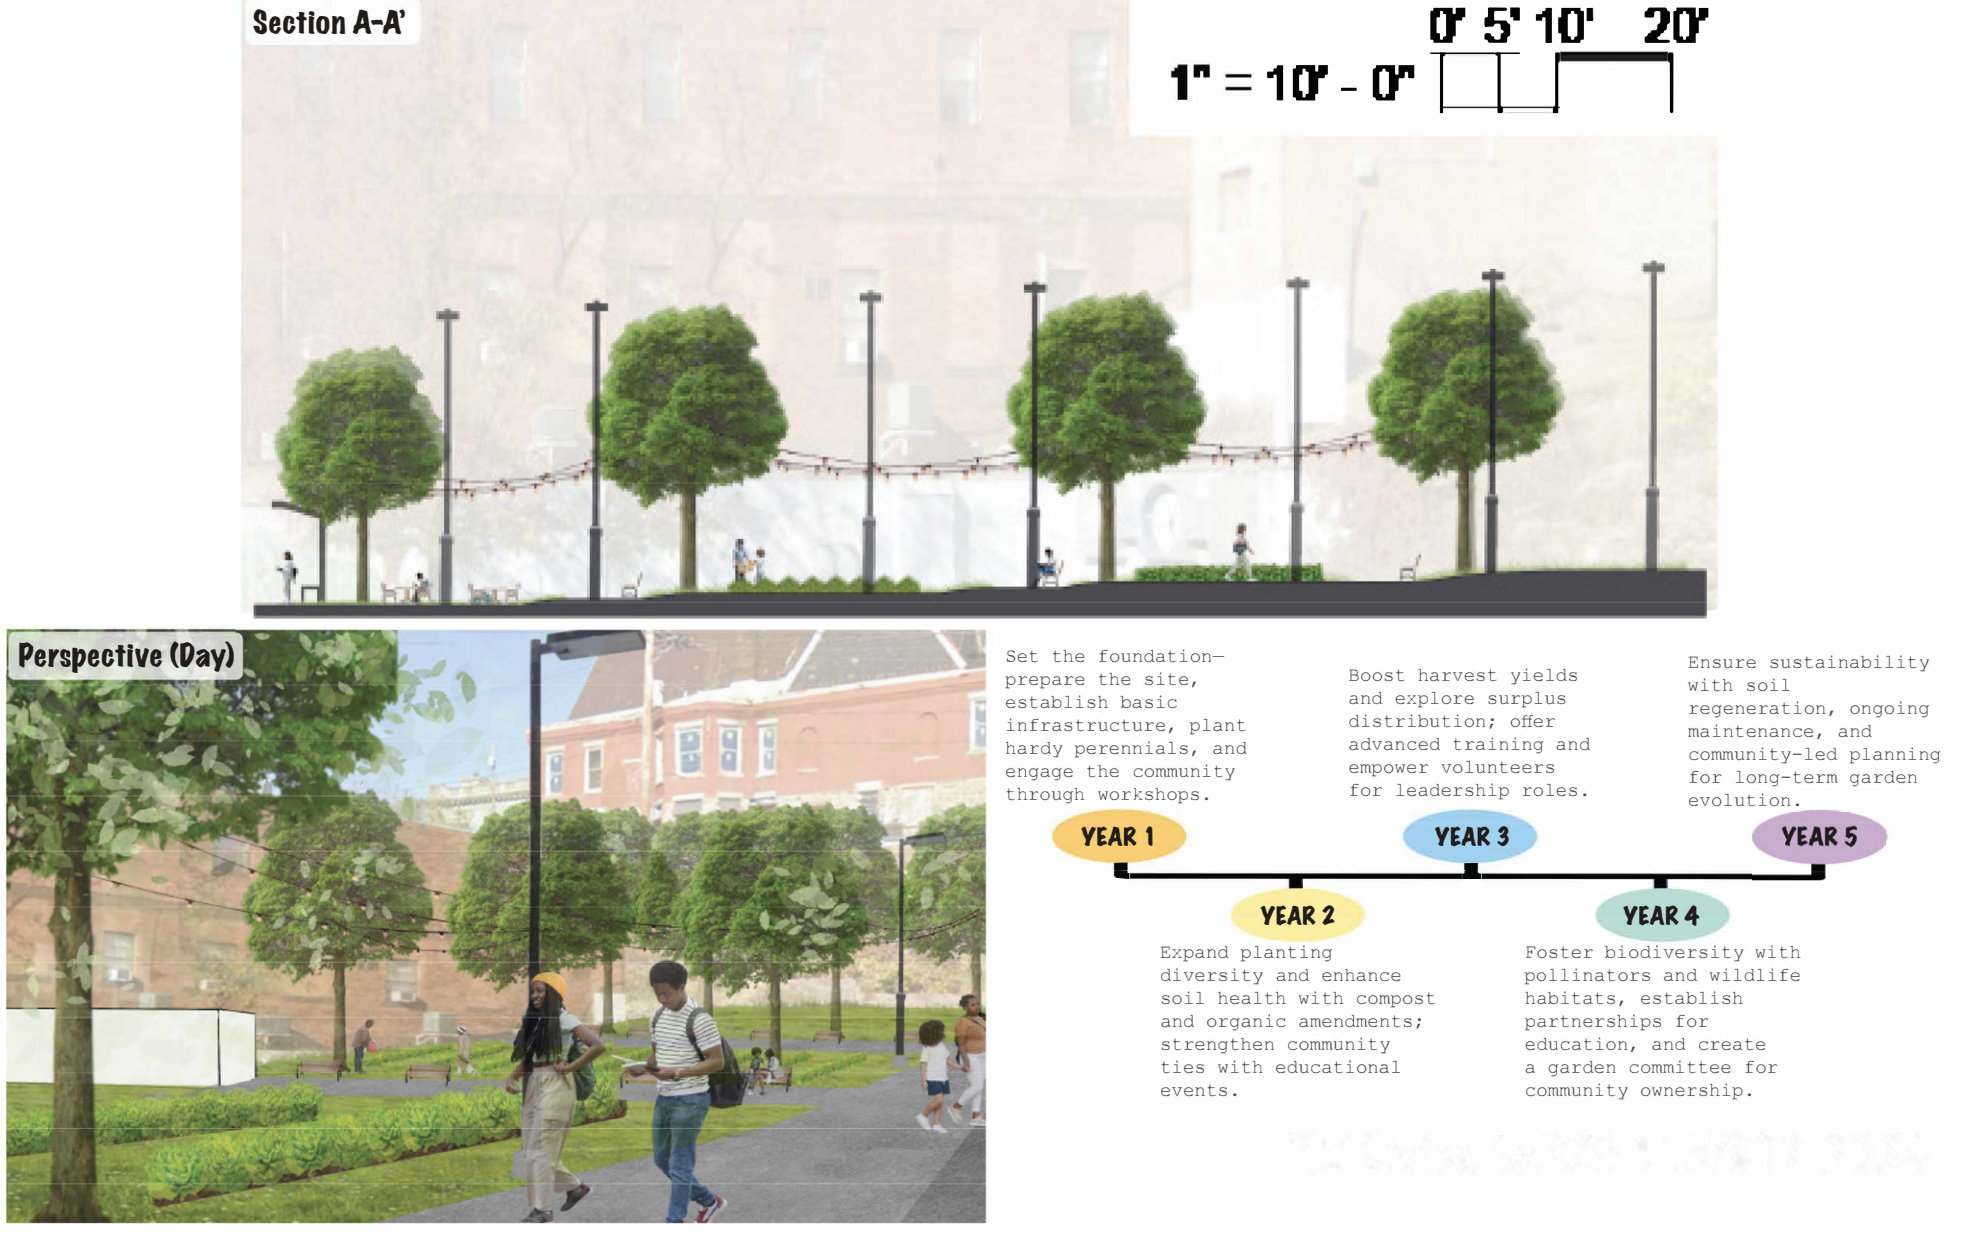 Section A-A'
0' 5' 10' 20'
1" = 10' - 0"
Perspective (Day)
Set the foundation—
prepare the site,
establish basic
infrastructure, plant
hardy perennials, and
engage the community
through workshops.
Boost harvest yields
and explore surplus
distribution; offer
advanced training and
empower volunteers
for leadership roles.
Ensure sustainability
with soil
regeneration, ongoing
maintenance, and
community-led planning
for long-term garden
evolution.
YEAR 1
YEAR 3
YEAR 5
YEAR 2
YEAR 4
Expand planting
diversity and enhance
soil health with compost
and organic amendments;
strengthen community
ties with educational
events.
Foster biodiversity with
pollinators and wildlife
habitats, establish
partnerships for
education, and create
a garden committee for
community ownership.